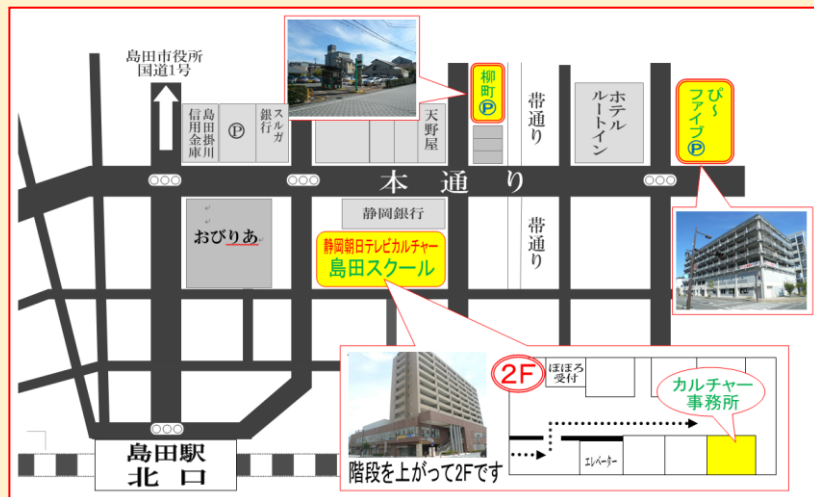 島田市役所
国道1号
島田掛川
信用金庫
Ⓟ
スルガ
銀行
天野屋
柳町
Ⓟ
帯通り
ホテル
ルートイン
ぴ~
ファイブ
Ⓟ
本通り
おびりあ
静岡銀行
静岡朝日テレビカルチャー
島田スクール
帯通り
2F
ぽぽろ
受付
カルチャー
事務所
エレベーター
階段を上がって2Fです
島田駅
北口